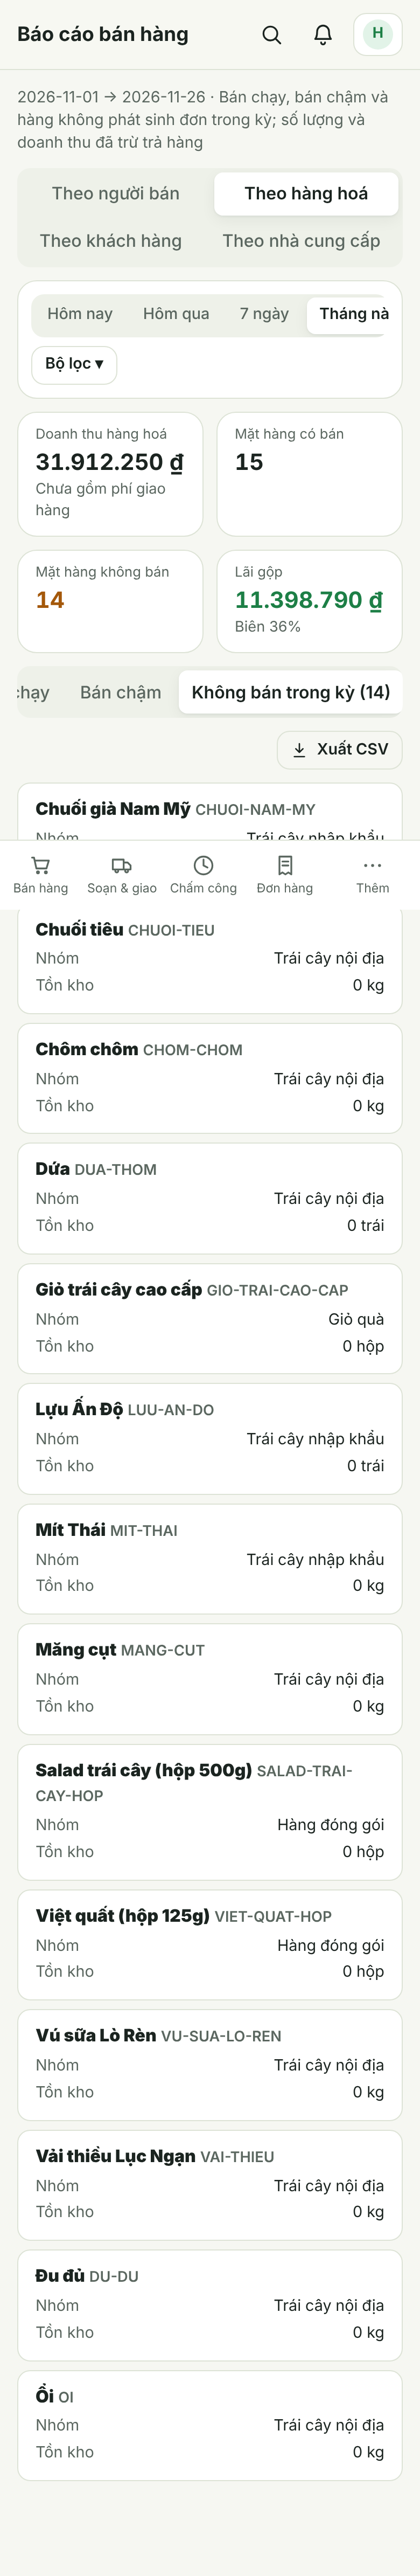 Báo cáo bán hàng
H
2026-11-01 → 2026-11-26 · Bán chạy, bán chậm và
hàng không phát sinh đơn trong kỳ; số lượng và
doanh thu đã trừ trả hàng
Theo người bán
Theo hàng hoá
Theo khách hàng
Theo nhà cung cấp
Hôm nay
Hôm qua
7 ngày
Tháng nà
Bộ lọc ▾
Doanh thu hàng hoá
31.912.250 ₫
Chưa gồm phí giao
hàng
Mặt hàng có bán
15
Mặt hàng không bán
14
Lãi gộp
11.398.790 ₫
Biên 36%
chạy
Bán chậm
Không bán trong kỳ (14)
Xuất CSV
Chuối già Nam Mỹ CHUOI-NAM-MY
Nhóm
Trái cây nhập khẩu
Bán hàng
Soạn & giao
Chấm công
Đơn hàng
Thêm
Chuối tiêu CHUOI-TIEU
Nhóm Trái cây nội địa
Tồn kho 0 kg
Chôm chôm CHOM-CHOM
Nhóm Trái cây nội địa
Tồn kho 0 kg
Dứa DUA-THOM
Nhóm Trái cây nội địa
Tồn kho 0 trái
Giỏ trái cây cao cấp GIO-TRAI-CAO-CAP
Nhóm Giỏ quà
Tồn kho 0 hộp
Lựu Ấn Độ LUU-AN-DO
Nhóm Trái cây nhập khẩu
Tồn kho 0 trái
Mít Thái MIT-THAI
Nhóm Trái cây nhập khẩu
Tồn kho 0 kg
Măng cụt MANG-CUT
Nhóm Trái cây nội địa
Tồn kho 0 kg
Salad trái cây (hộp 500g) SALAD-TRAI-
CAY-HOP
Nhóm Hàng đóng gói
Tồn kho 0 hộp
Việt quất (hộp 125g) VIET-QUAT-HOP
Nhóm Hàng đóng gói
Tồn kho 0 hộp
Vú sữa Lò Rèn VU-SUA-LO-REN
Nhóm Trái cây nội địa
Tồn kho 0 kg
Vải thiều Lục Ngạn VAI-THIEU
Nhóm Trái cây nội địa
Tồn kho 0 kg
Đu đủ DU-DU
Nhóm Trái cây nội địa
Tồn kho 0 kg
Ổi OI
Nhóm Trái cây nội địa
Tồn kho 0 kg